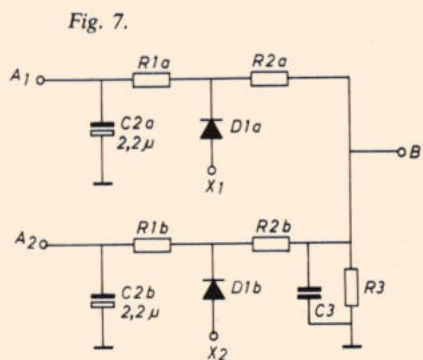 Fig. 7.
A1
R1a
R2a
C2a
2,2µ
D1a
X1
B
A2
R1b
R2b
C2b
2,2µ
D1b
X2
C3
R3